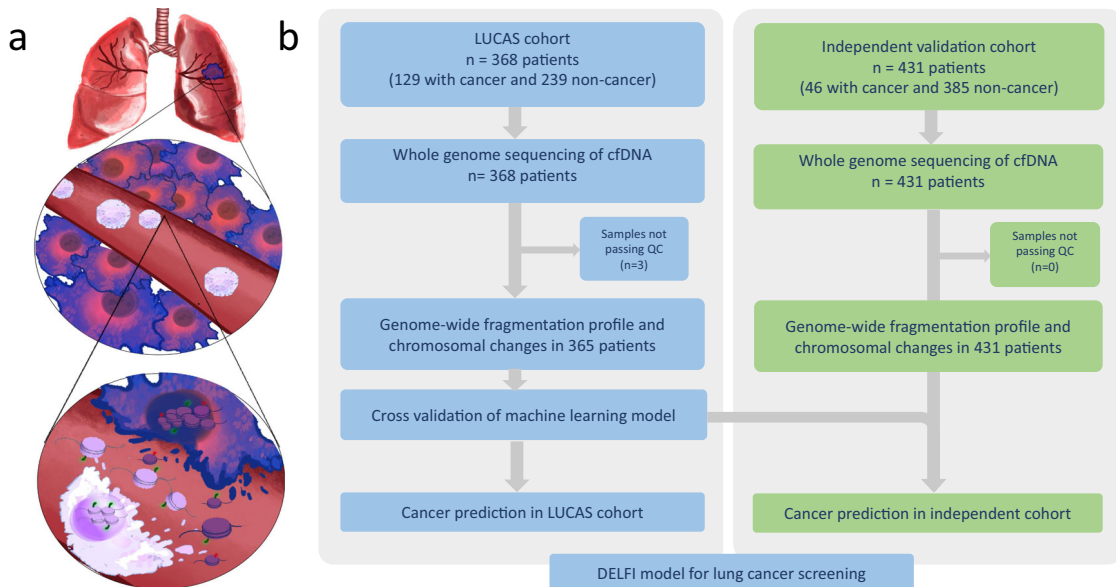 a
b
LUCAS cohort
n = 368 patients
(129 with cancer and 239 non-cancer)
Whole genome sequencing of cfDNA
n= 368 patients
Samples not
passing QC
(n=3)
Genome-wide fragmentation profile and
chromosomal changes in 365 patients
Cross validation of machine learning model
Cancer prediction in LUCAS cohort
Independent validation cohort
n = 431 patients
(46 with cancer and 385 non-cancer)
Whole genome sequencing of cfDNA
n = 431 patients
Samples not
passing QC
(n=0)
Genome-wide fragmentation profile and
chromosomal changes in 431 patients
Cancer prediction in independent cohort
DELFI model for lung cancer screening